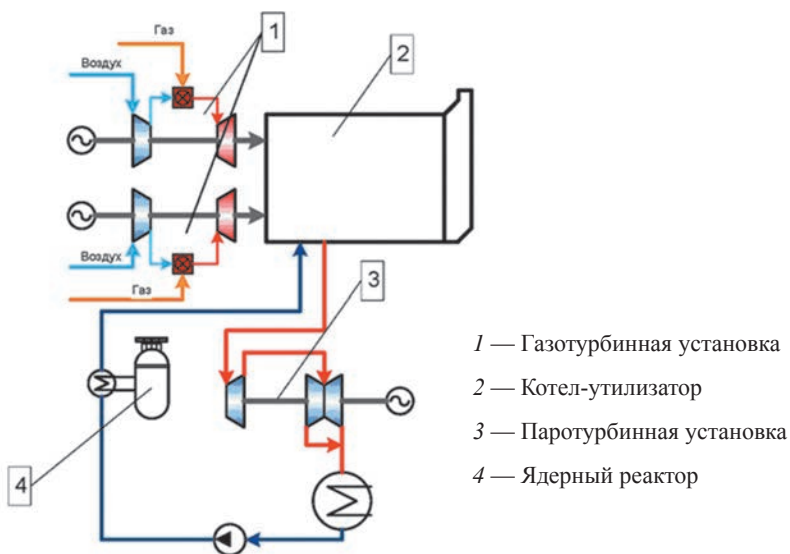 Газ
1
2
Воздух
Воздух
Газ
3
4
1 — Газотурбинная установка
2 — Котел-утилизатор
3 — Паротурбинная установка
4 — Ядерный реактор